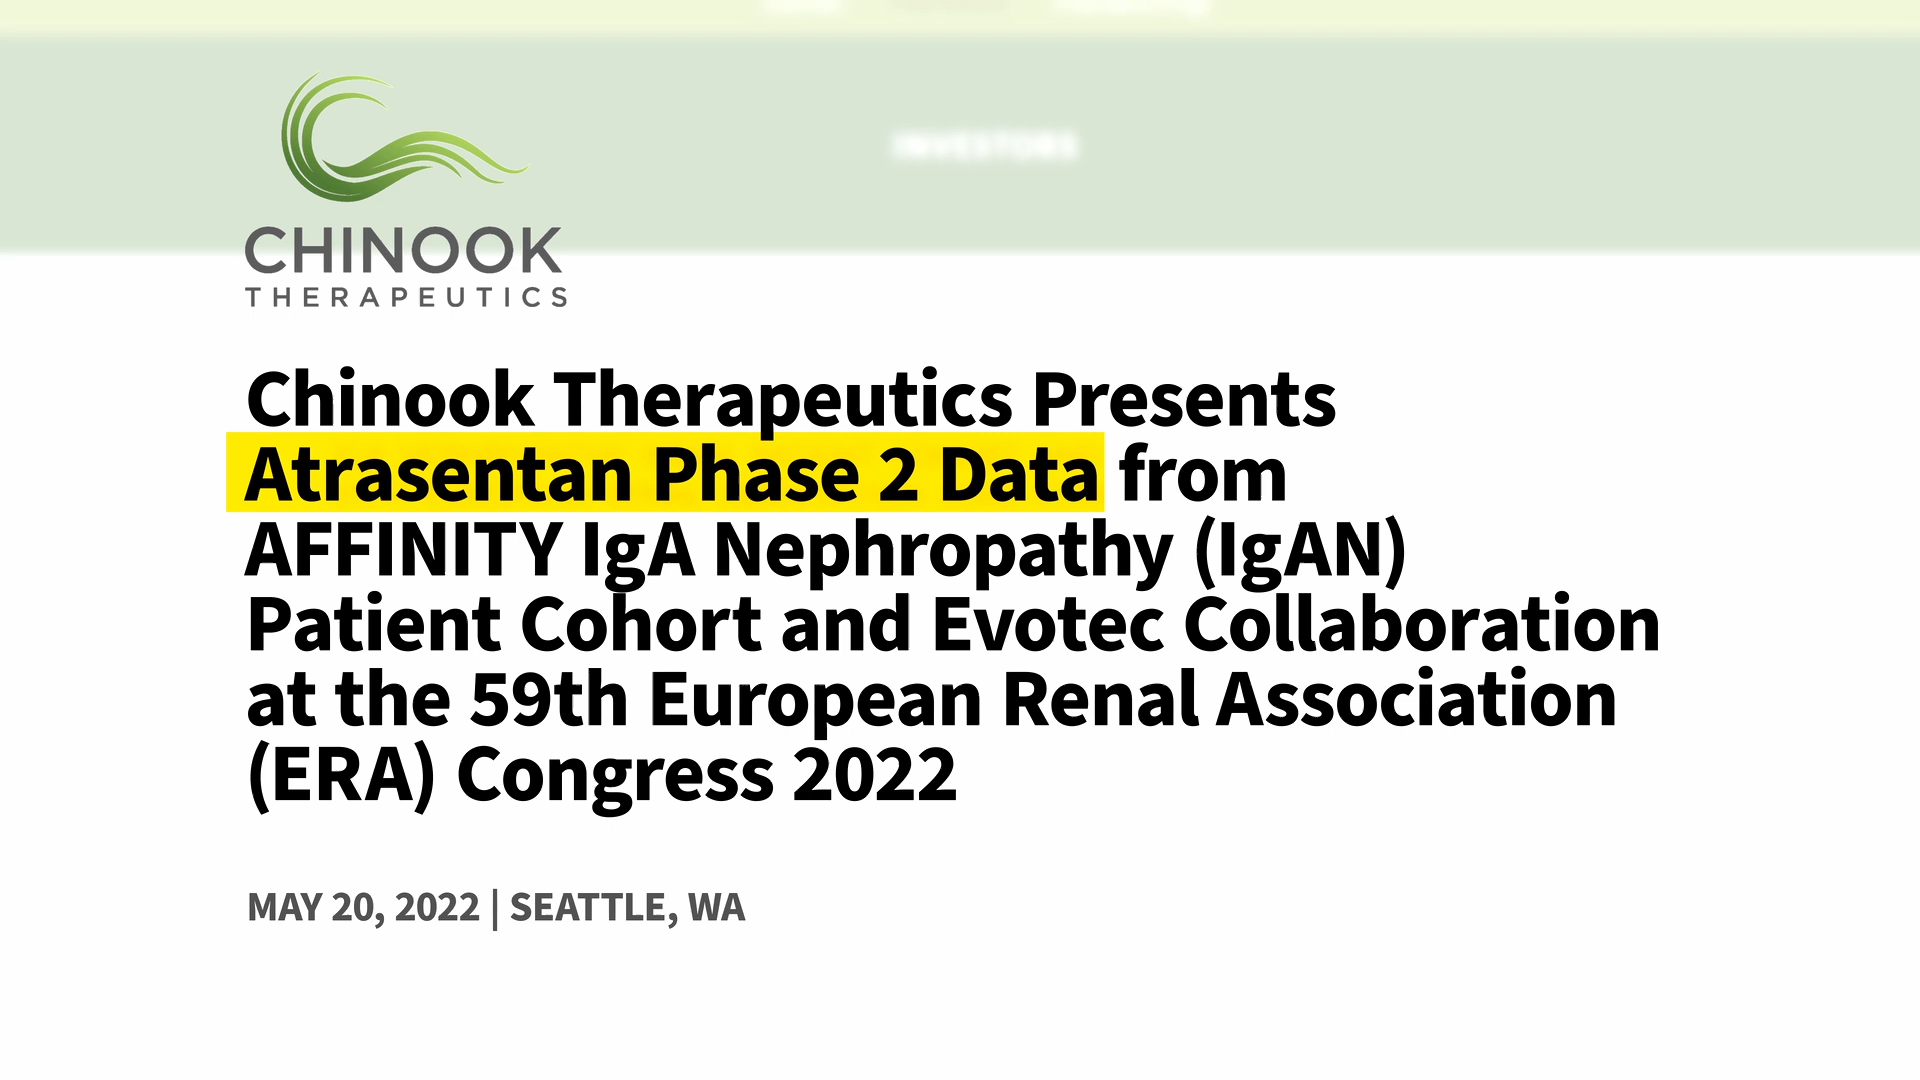 INVESTORS
CHINOOK
THERAPEUTICS
Chinook Therapeutics Presents
Atrasentan Phase 2 Data from
AFFINITY IgA Nephropathy (IgAN)
Patient Cohort and Evotec Collaboration
at the 59th European Renal Association
(ERA) Congress 2022
MAY 20, 2022 | SEATTLE, WA